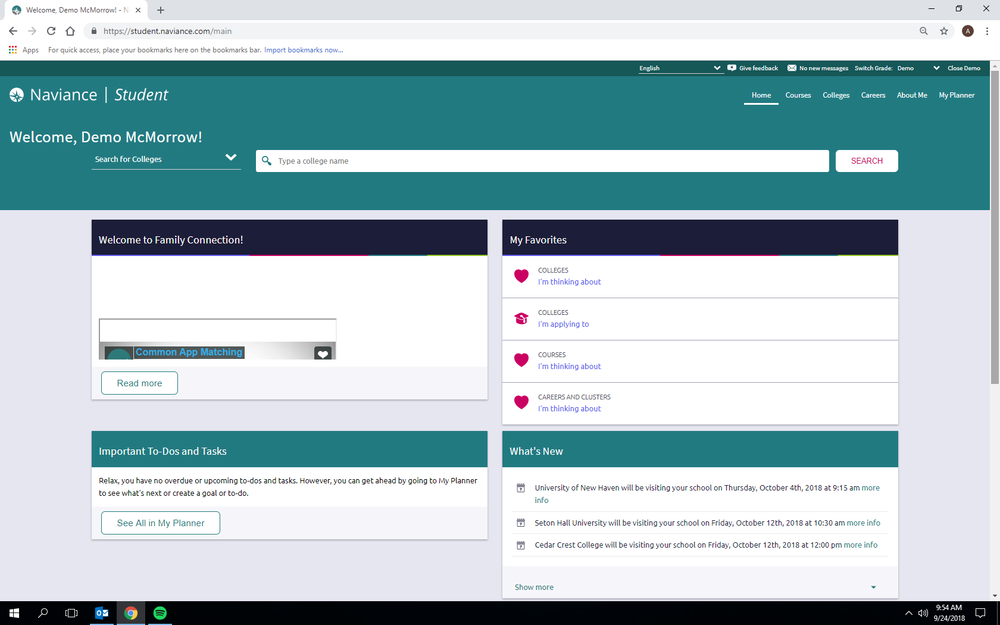 Welcome, Demo McMorrow! - N
https://student.naviance.com/main
A
Apps For quick access, place your bookmarks here on the bookmarks bar. Import bookmarks now...
English Give feedback No new messages Switch Grade: Demo Close Demo
Naviance | Student
Home Courses Colleges Careers About Me My Planner
Welcome, Demo McMorrow!
Search for Colleges Type a college name SEARCH
Welcome to Family Connection!
Common App Matching
Read more
My Favorites
COLLEGES
I'm thinking about
COLLEGES
I'm applying to
COURSES
I'm thinking about
CAREERS AND CLUSTERS
I'm thinking about
Important To-Dos and Tasks
Relax, you have no overdue or upcoming to-dos and tasks. However, you can get ahead by going to My Planner
to see what's next or create a goal or to-do.
See All in My Planner
What's New
University of New Haven will be visiting your school on Thursday, October 4th, 2018 at 9:15 am more
info
Seton Hall University will be visiting your school on Friday, October 12th, 2018 at 10:30 am more info
Cedar Crest College will be visiting your school on Friday, October 12th, 2018 at 12:00 pm more info
Show more
9:54 AM
9/24/2018